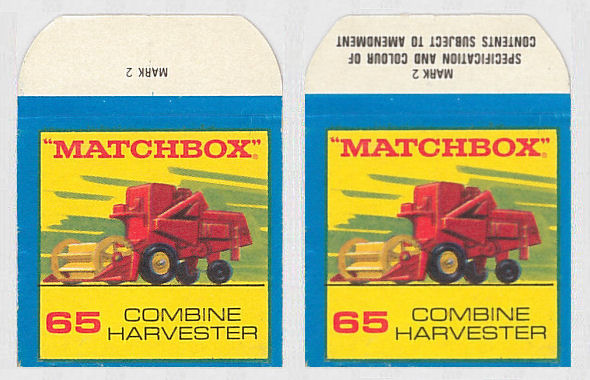 MARK 2
"MATCHBOX"®
65 COMBINE
HARVESTER
SPECIFICATION AND COLOUR OF
CONTENTS SUBJECT TO AMENDMENT
MARK 2
"MATCHBOX"®
65 COMBINE
HARVESTER